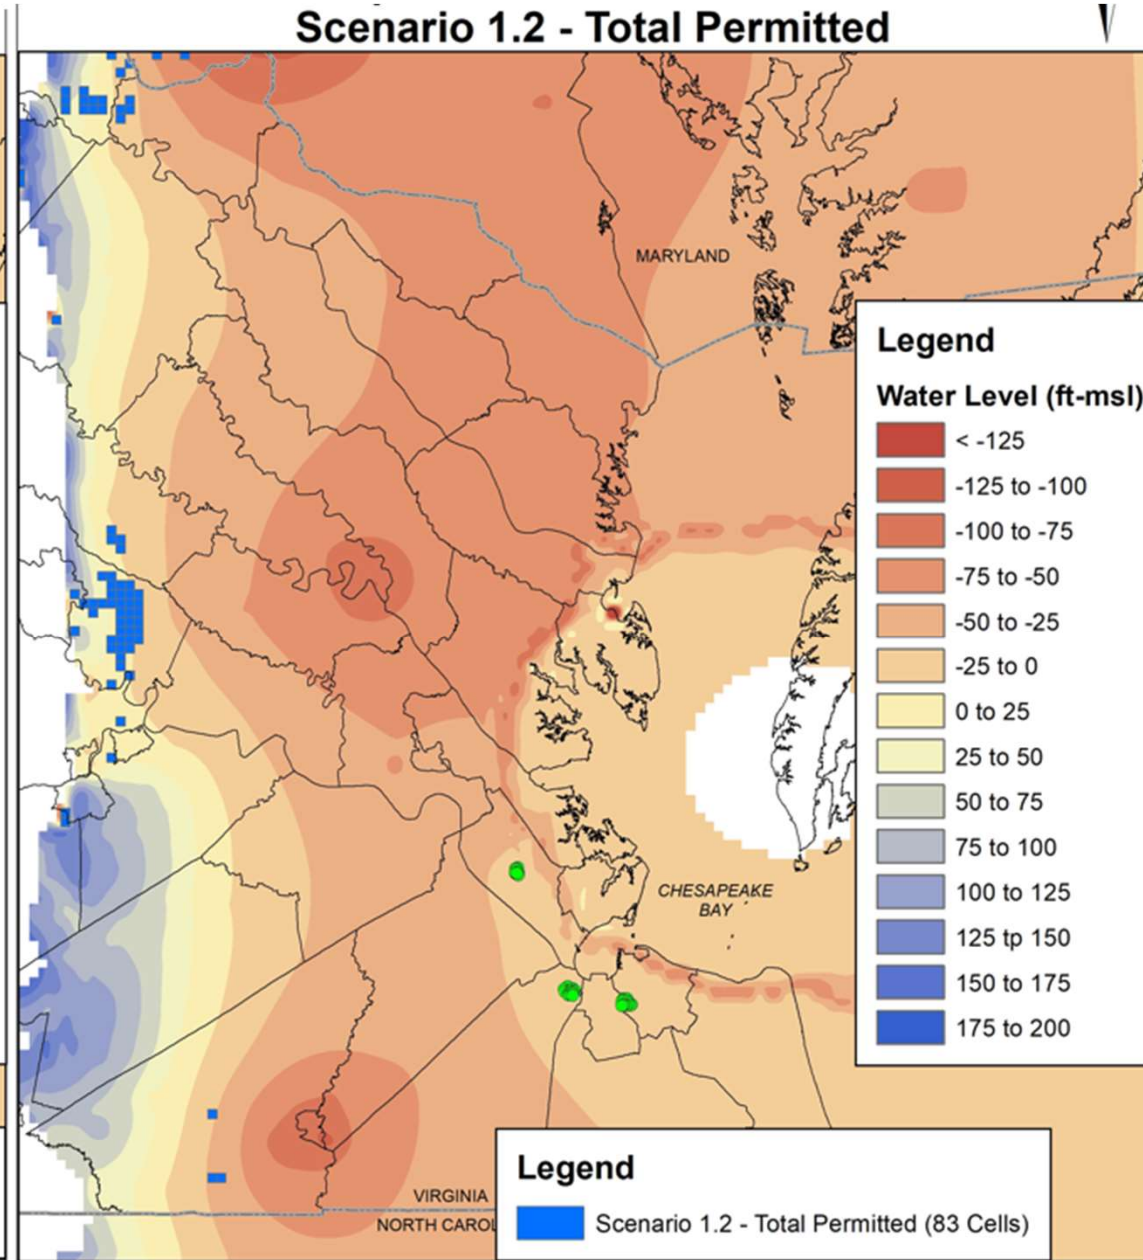 Scenario 1.2 - Total Permitted
MARYLAND
Legend
Water Level (ft-msl)
< -125
-125 to -100
-100 to -75
-75 to -50
-50 to -25
-25 to 0
0 to 25
25 to 50
50 to 75
75 to 100
100 to 125
125 tp 150
150 to 175
175 to 200
CHESAPEAKE
BAY
VIRGINIA
NORTH CAROL
Legend
Scenario 1.2 - Total Permitted (83 Cells)